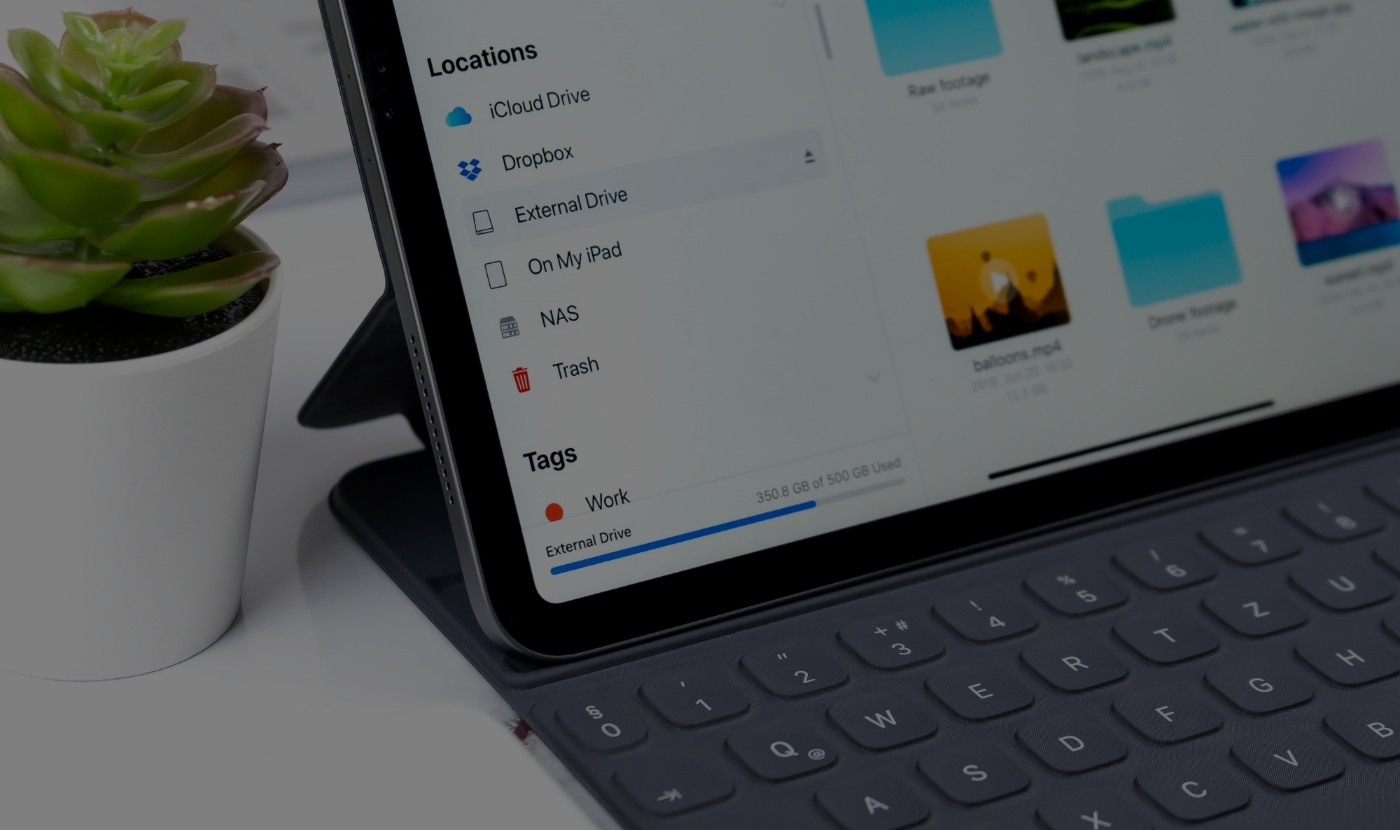 Locations
iCloud Drive
Dropbox
External Drive
On My iPad
NAS
Trash
Tags
Work
350.8 GB of 500 GB Used
External Drive
Raw footage
landscape.mp4
balloons.mp4
Drone footage
sunset.mp4
§ 0
' 1
" 2
+ # 3
! 4
% 5
6
7
8
Q @
W
E
R
T
Z
U
A
S
D
F
G
H
X
C
V
B